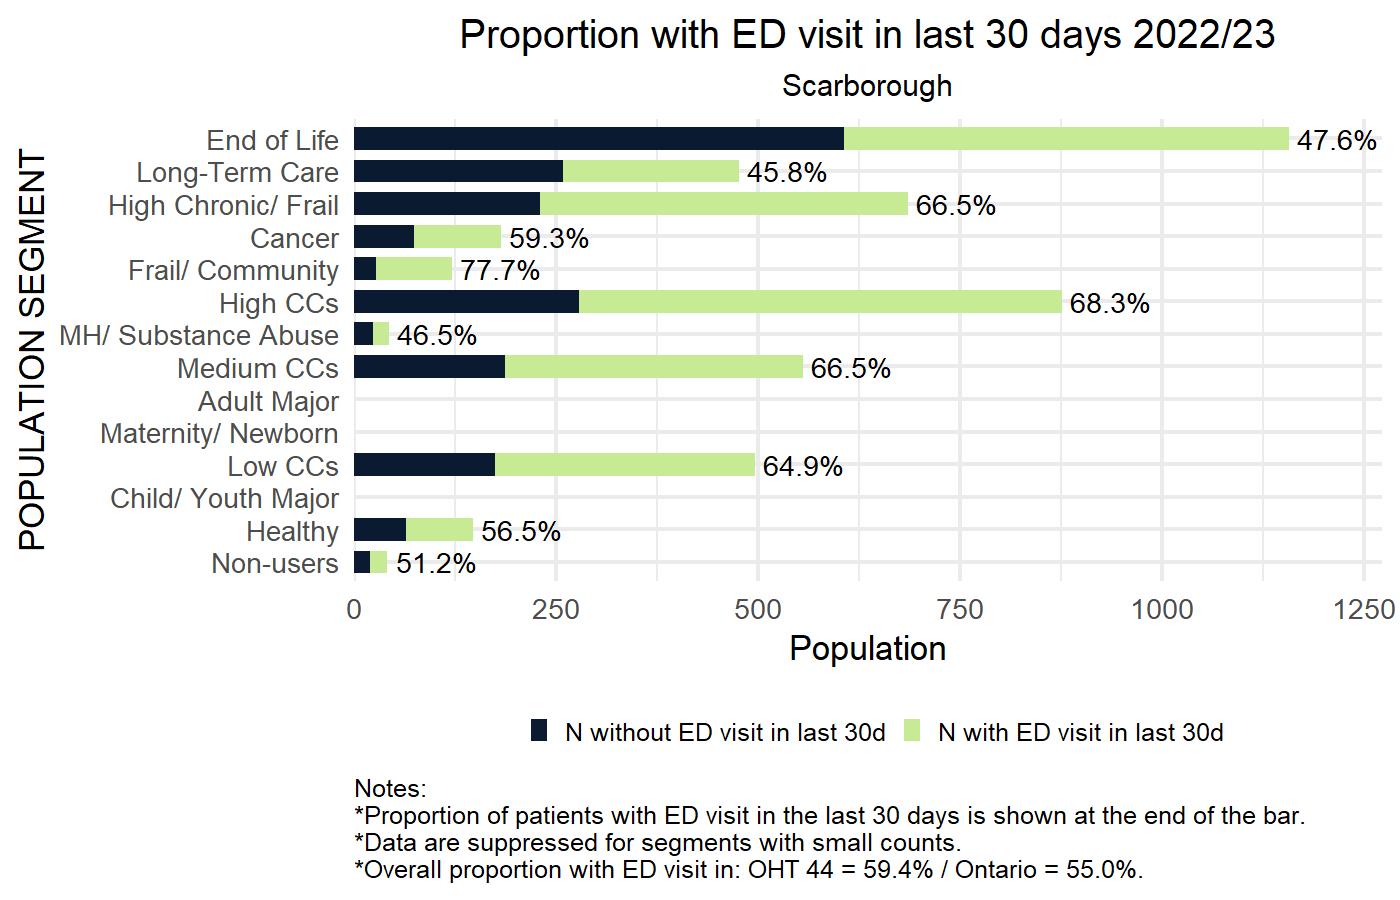 Proportion with ED visit in last 30 days 2022/23
Scarborough
POPULATION SEGMENT
End of Life 47.6%
Long-Term Care 45.8%
High Chronic/ Frail 66.5%
Cancer 59.3%
Frail/ Community 77.7%
High CCs 68.3%
MH/ Substance Abuse 46.5%
Medium CCs 66.5%
Adult Major
Maternity/ Newborn
Low CCs 64.9%
Child/ Youth Major
Healthy 56.5%
Non-users 51.2%
0 250 500 750 1000 1250
Population
N without ED visit in last 30d N with ED visit in last 30d
Notes:
*Proportion of patients with ED visit in the last 30 days is shown at the end of the bar.
*Data are suppressed for segments with small counts.
*Overall proportion with ED visit in: OHT 44 = 59.4% / Ontario = 55.0%.